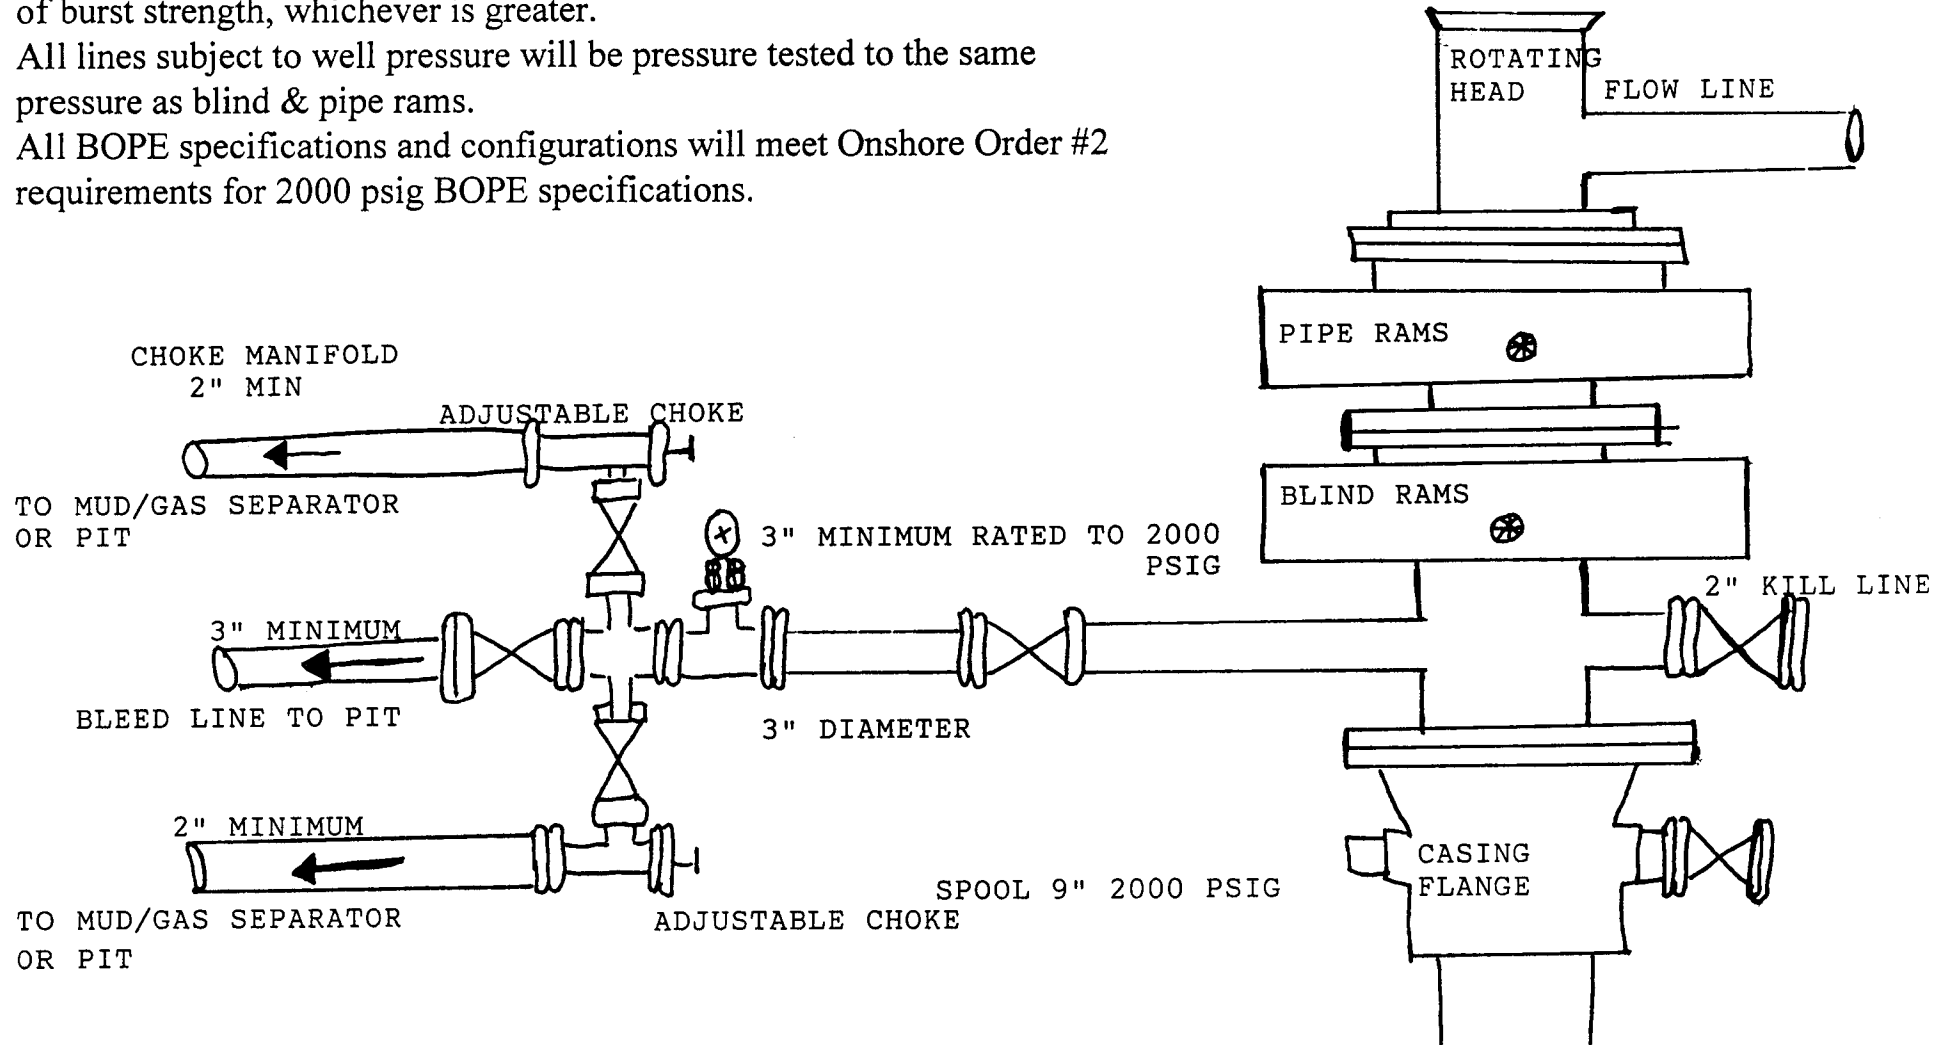 of burst strength, whichever is greater.
All lines subject to well pressure will be pressure tested to the same
pressure as blind & pipe rams.
All BOPE specifications and configurations will meet Onshore Order #2
requirements for 2000 psig BOPE specifications.
ROTATING
HEAD
FLOW LINE
PIPE RAMS
CHOKE MANIFOLD
2" MIN
ADJUSTABLE CHOKE
TO MUD/GAS SEPARATOR
OR PIT
BLIND RAMS
3" MINIMUM RATED TO 2000
PSIG
2" KILL LINE
3" MINIMUM
BLEED LINE TO PIT
3" DIAMETER
2" MINIMUM
CASING
FLANGE
SPOOL 9" 2000 PSIG
TO MUD/GAS SEPARATOR
OR PIT
ADJUSTABLE CHOKE